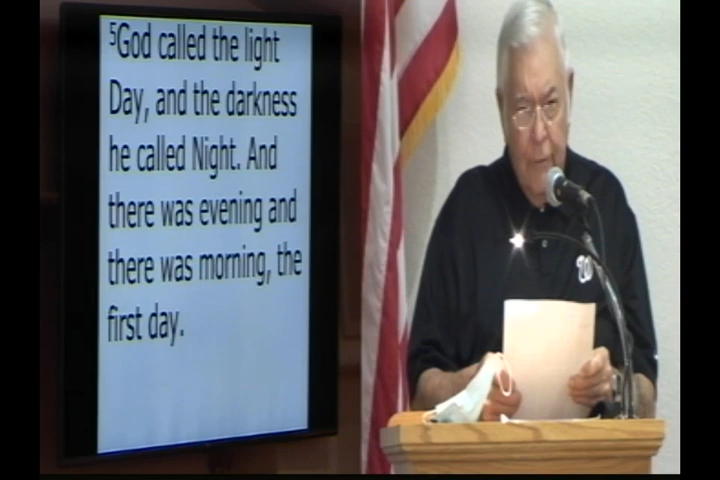 ⁵God called the light
Day, and the darkness
he called Night. And
there was evening and
there was morning, the
first day.
W